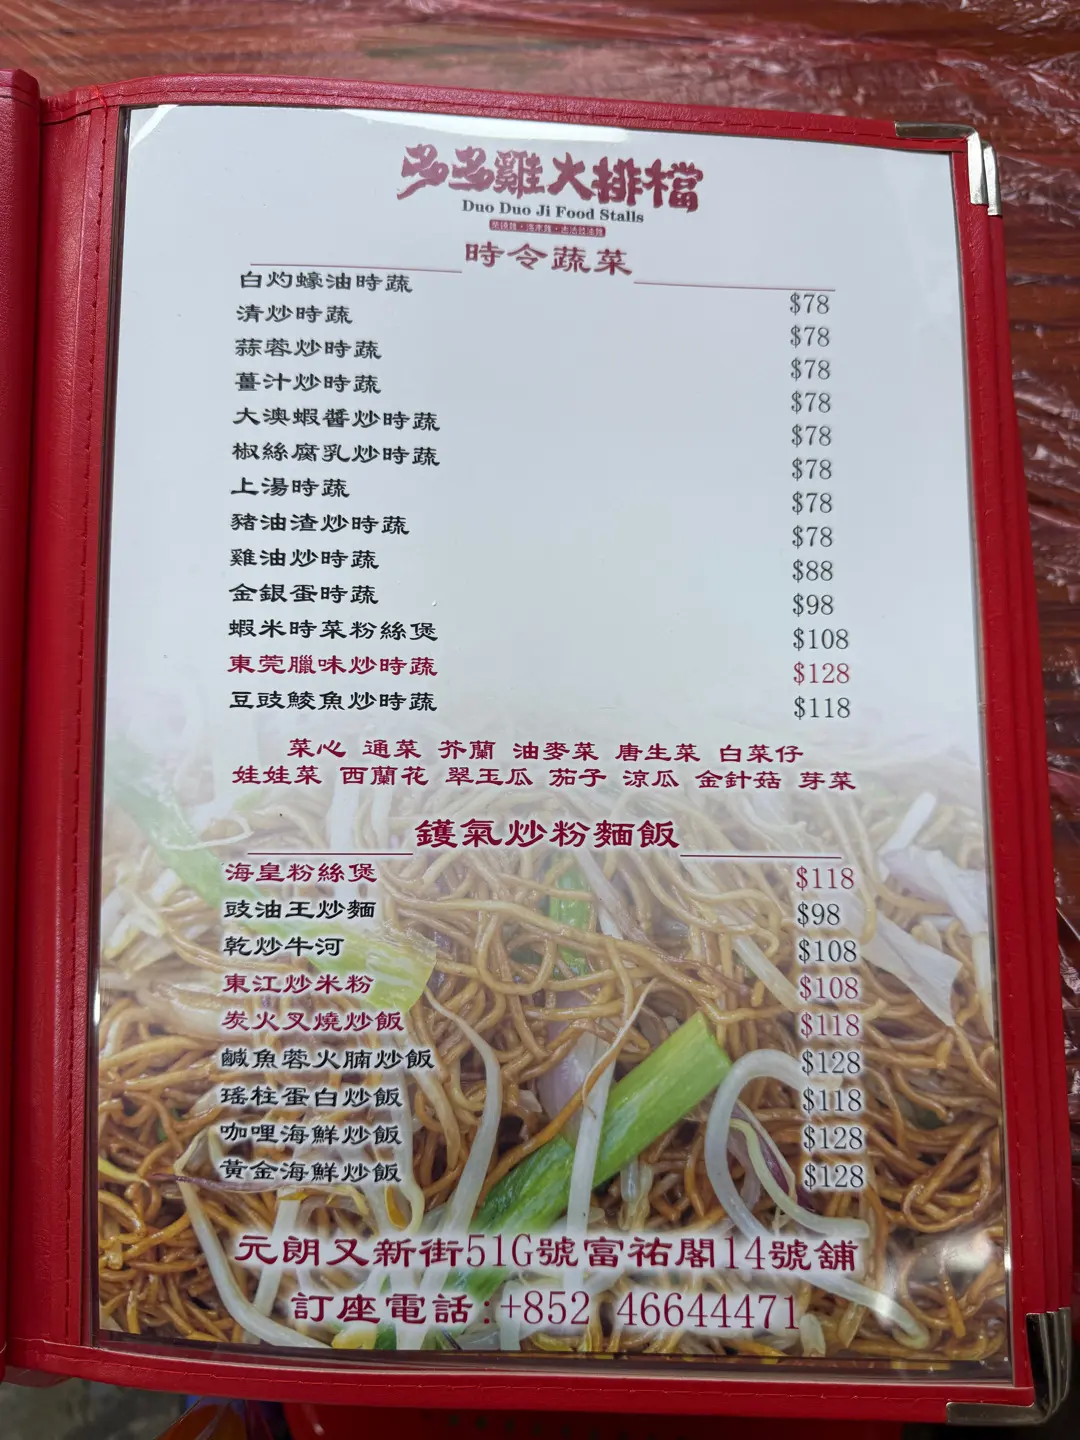 多多雞大排檔
Duo Duo Ji Food Stalls
時令蔬菜
白灼蠔油時蔬 $78
清炒時蔬 $78
蒜蓉炒時蔬 $78
薑汁炒時蔬 $78
大澳蝦醬炒時蔬 $78
椒絲腐乳炒時蔬 $78
上湯時蔬 $78
豬油渣炒時蔬 $78
雞油炒時蔬 $88
金銀蛋時蔬 $98
蝦米時菜粉絲煲 $108
東莞臘味炒時蔬 $128
豆豉鯪魚炒時蔬 $118
菜心 通菜 芥蘭 油麥菜 唐生菜 白菜仔
娃娃菜 西蘭花 翠玉瓜 茄子 涼瓜 金針菇 芽菜
鑊氣炒粉麵飯
海皇粉絲煲 $118
豉油王炒麵 $98
乾炒牛河 $108
東江炒米粉 $108
炭火叉燒炒飯 $118
鹹魚蓉火腩炒飯 $128
瑤柱蛋白炒飯 $118
咖哩海鮮炒飯 $128
黃金海鮮炒飯 $128
元朗又新街51G號富祐閣14號舖
訂座電話:+852 46644471